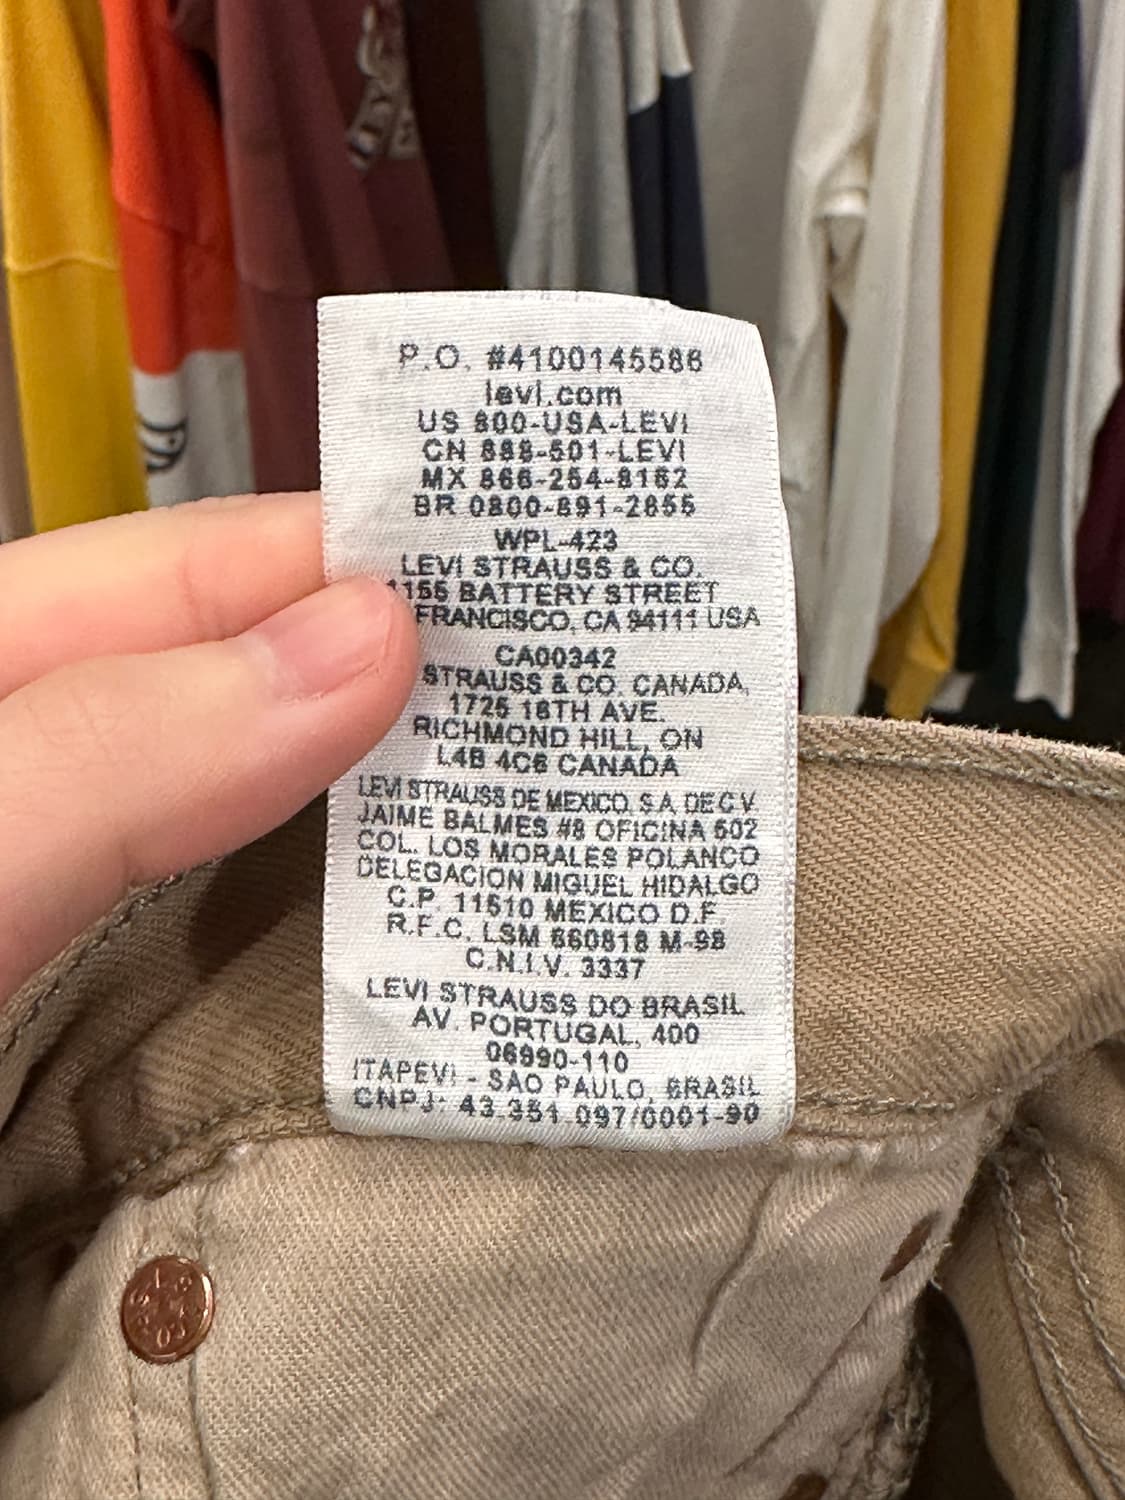 P.O. #4100145586
levi.com
US 800-USA-LEVI
CN 888-501-LEVI
MX 866-254-8162
BR 0800-891-2855
WPL-423
LEVI STRAUSS & CO.
1155 BATTERY STREET
FRANCISCO, CA 94111 USA
CA00342
STRAUSS & CO. CANADA,
1725 16TH AVE.
RICHMOND HILL, ON
L4B 4C6 CANADA
LEVI STRAUSS DE MEXICO, S.A. DE C.V.
JAIME BALMES #8 OFICINA 602
COL. LOS MORALES POLANCO
DELEGACION MIGUEL HIDALGO
C.P. 11510 MEXICO D.F.
R.F.C. LSM 660818 M-98
C.N.I.V. 3337
LEVI STRAUSS DO BRASIL
AV. PORTUGAL, 400
06690-110
ITAPEVI - SAO PAULO, BRASIL
CNPJ: 43.351.097/0001-90